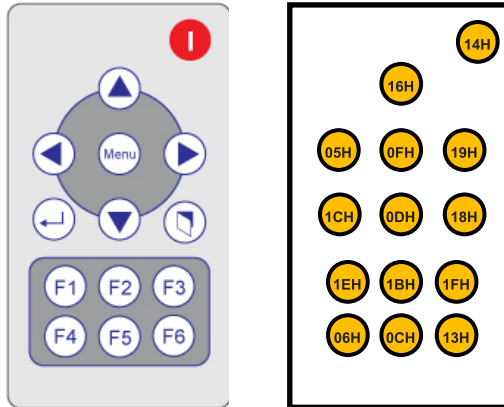 I
Menu
F1 F2 F3
F4 F5 F6
14H
16H
05H 0FH 19H
1CH 0DH 18H
1EH 1BH 1FH
06H 0CH 13H